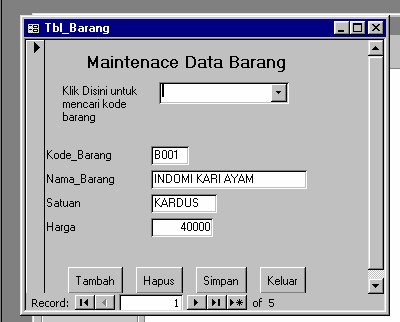 Tbl_Barang
Maintenace Data Barang
Klik Disini untuk
mencari kode
barang
Kode_Barang B001
Nama_Barang INDOMI KARI AYAM
Satuan KARDUS
Harga 40000
Tambah Hapus Simpan Keluar
Record: 1 of 5